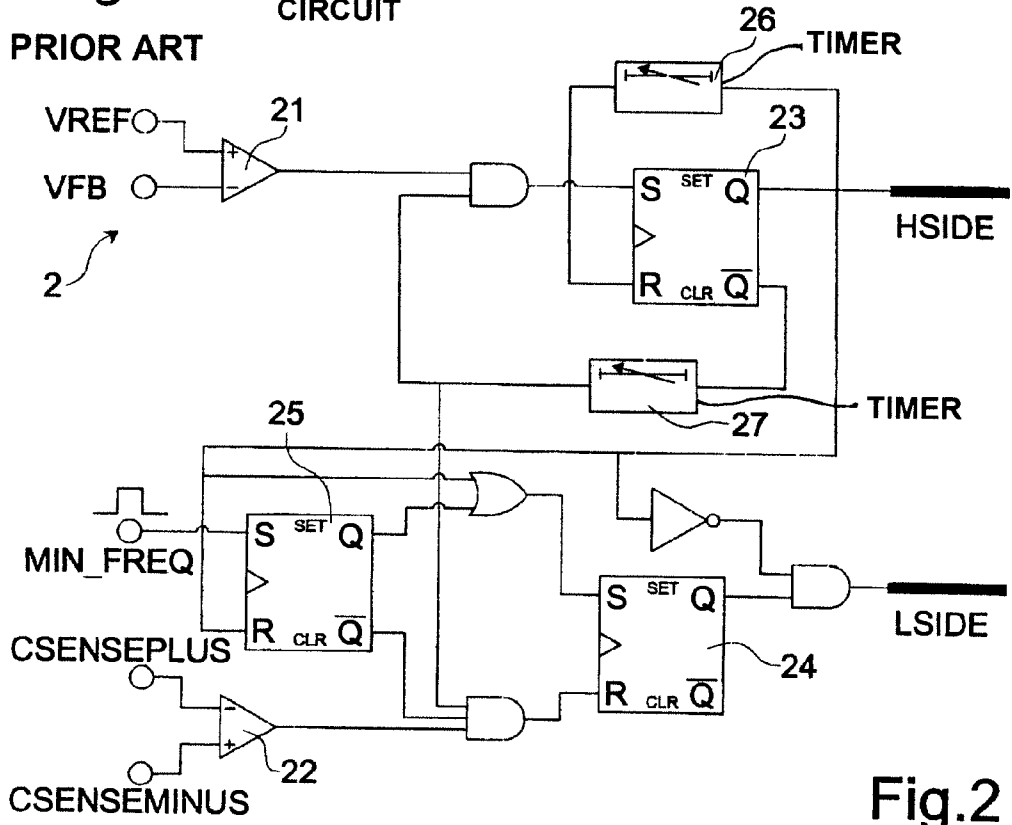 CIRCUIT
PRIOR ART
26
TIMER
VREF
21
23
+
S SET Q
VFB
-
HSIDE
2
R CLR Q
TIMER
27
25
MIN_FREQ
S SET Q
S SET Q
LSIDE
R CLR Q
CSENSEPLUS
24
R CLR Q
-
+
22
CSENSEMINUS
Fig.2